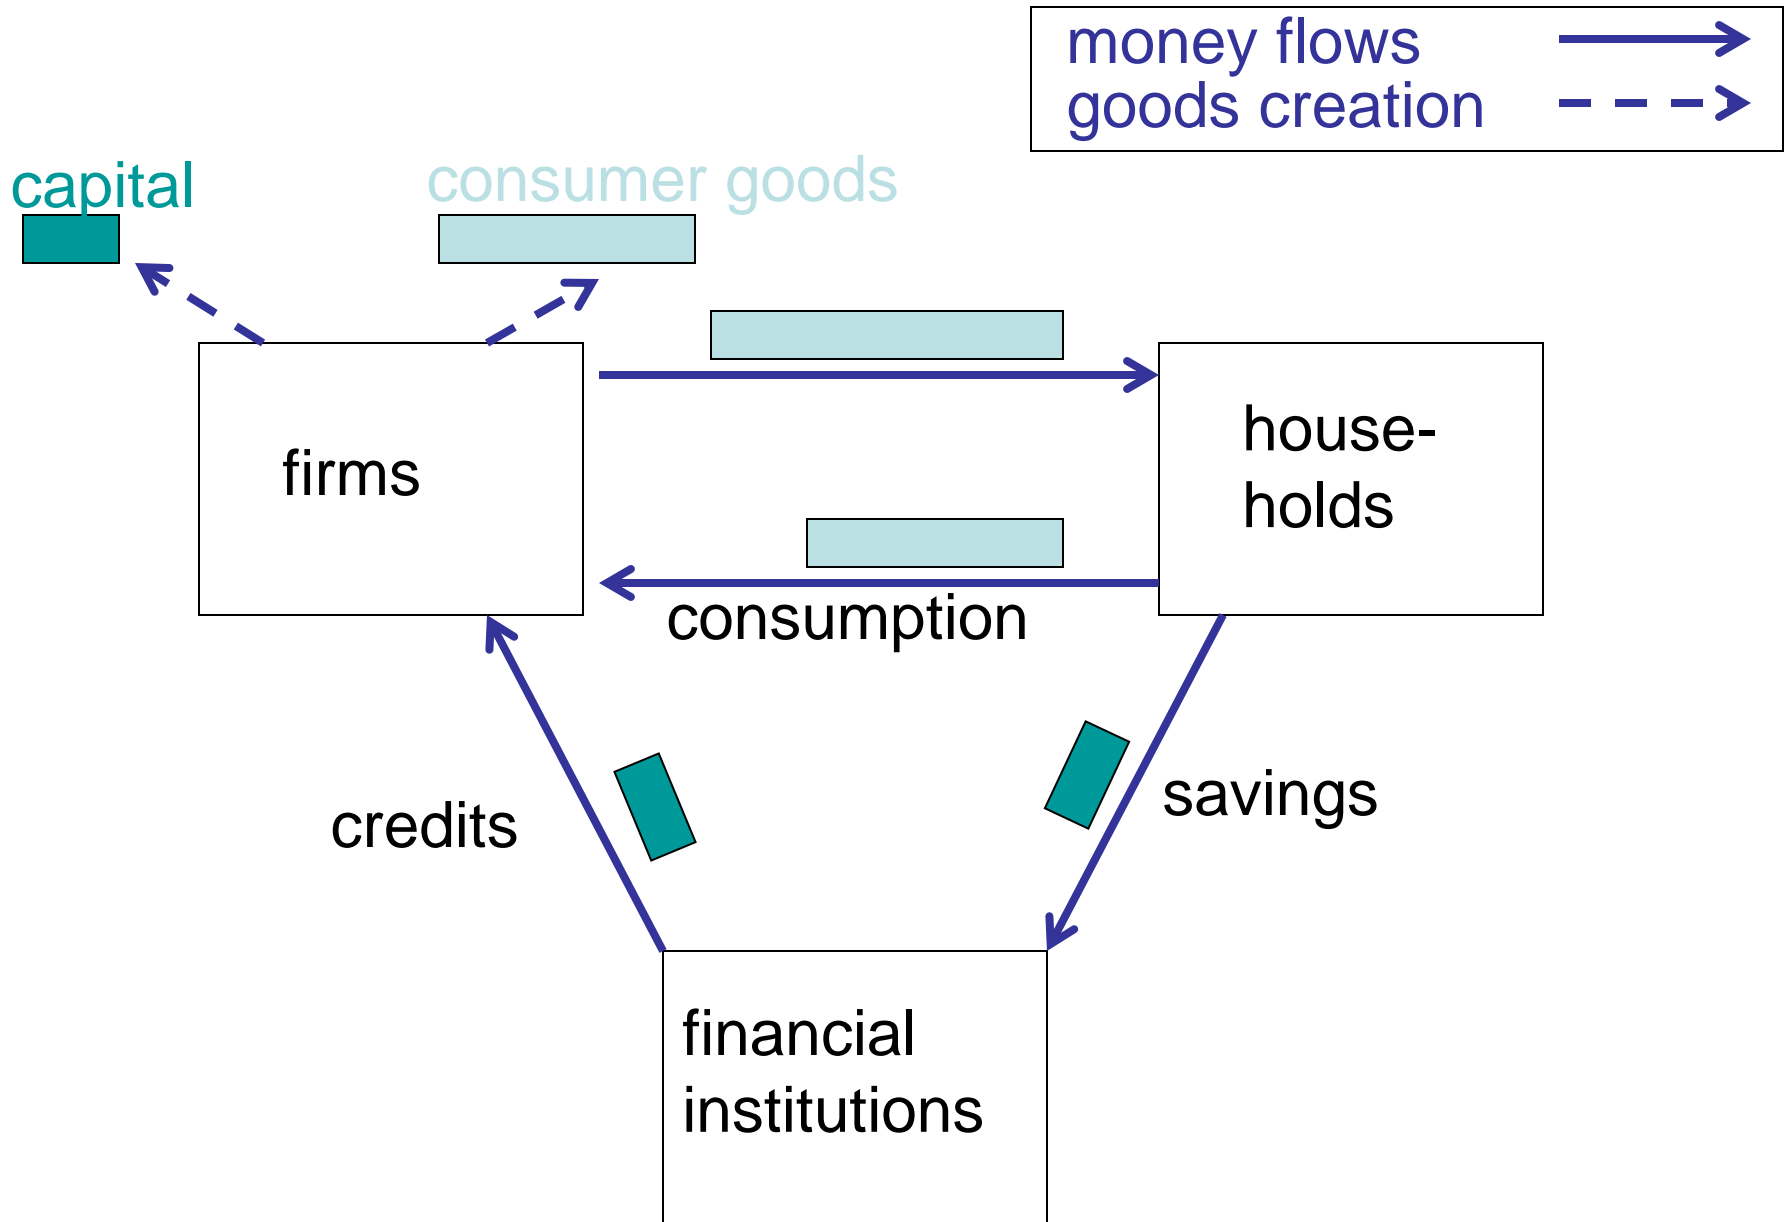 money flows
goods creation
capital
consumer goods
firms
house-
holds
consumption
credits
savings
financial
institutions